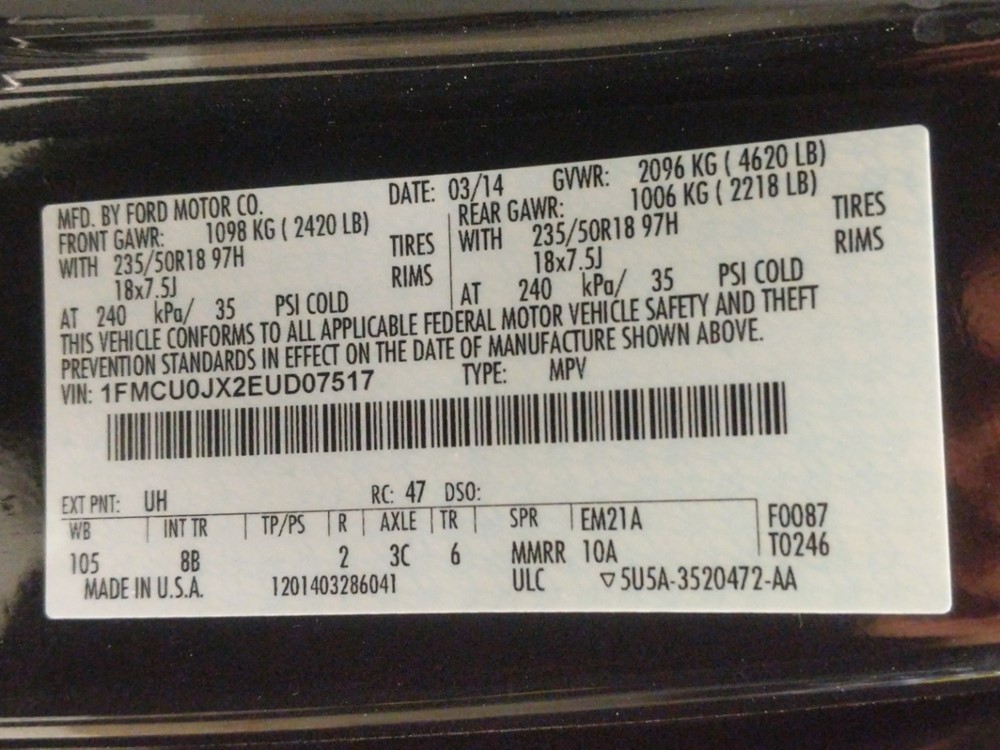 MFD. BY FORD MOTOR CO. DATE: 03/14 GVWR: 2096 KG ( 4620 LB)
FRONT GAWR: 1098 KG ( 2420 LB) REAR GAWR: 1006 KG ( 2218 LB)
WITH 235/50R18 97H TIRES WITH 235/50R18 97H TIRES
18x7.5J RIMS 18x7.5J RIMS
AT 240 kPa/ 35 PSI COLD AT 240 kPa/ 35 PSI COLD
THIS VEHICLE CONFORMS TO ALL APPLICABLE FEDERAL MOTOR VEHICLE SAFETY AND THEFT
PREVENTION STANDARDS IN EFFECT ON THE DATE OF MANUFACTURE SHOWN ABOVE.
VIN: 1FMCU0JX2EUD07517 TYPE: MPV
EXT PNT: UH RC: 47 DSO:
WB INT TR TP/PS R AXLE TR SPR EM21A F0087
105 8B 2 3C 6 MMRR 10A T0246
MADE IN U.S.A. 1201403286041 ULC ▽5U5A-3520472-AA